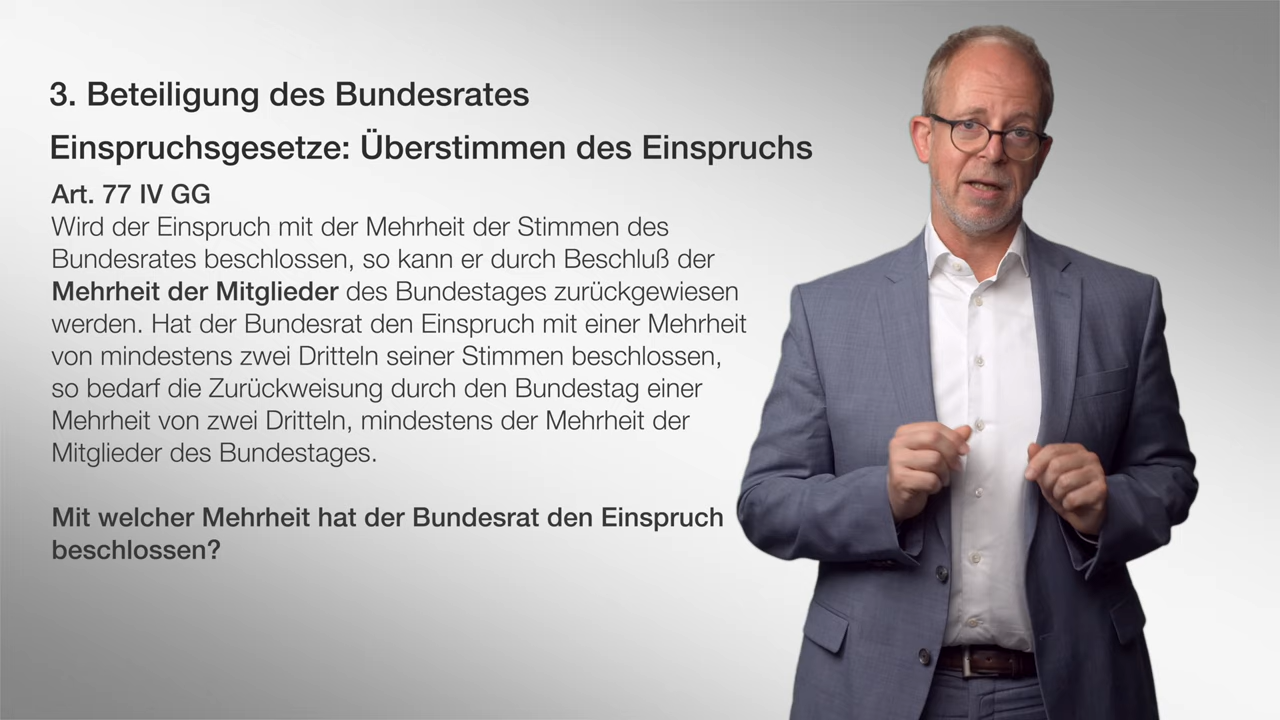 3. Beteiligung des Bundesrates
Einspruchsgesetze: Überstimmen des Einspruchs
Art. 77 IV GG
Wird der Einspruch mit der Mehrheit der Stimmen des
Bundesrates beschlossen, so kann er durch Beschluß der
Mehrheit der Mitglieder des Bundestages zurückgewiesen
werden. Hat der Bundesrat den Einspruch mit einer Mehrheit
von mindestens zwei Dritteln seiner Stimmen beschlossen,
so bedarf die Zurückweisung durch den Bundestag einer
Mehrheit von zwei Dritteln, mindestens der Mehrheit der
Mitglieder des Bundestages.
Mit welcher Mehrheit hat der Bundesrat den Einspruch
beschlossen?